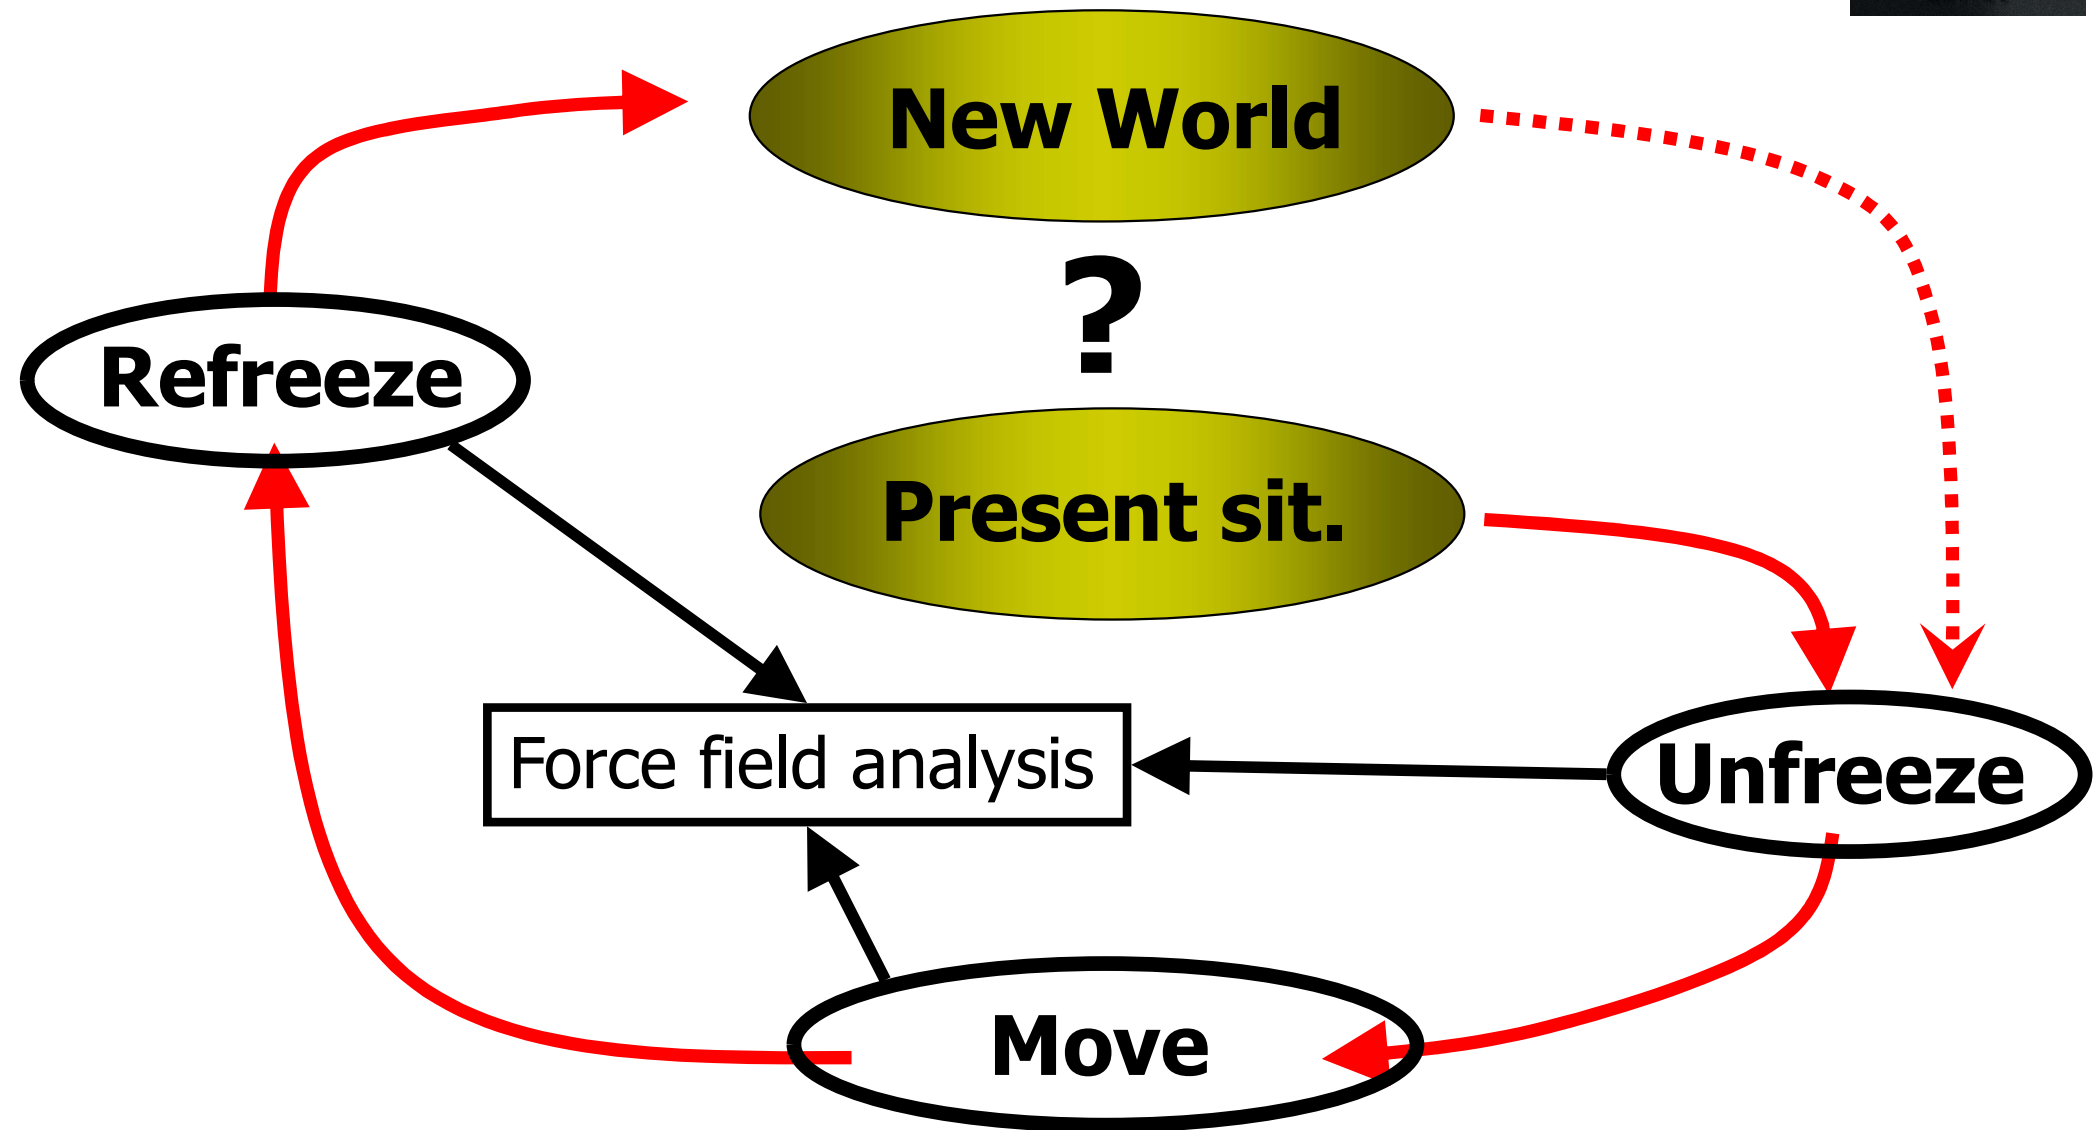 New World
?
Refreeze
Present sit.
Force field analysis
Unfreeze
Move